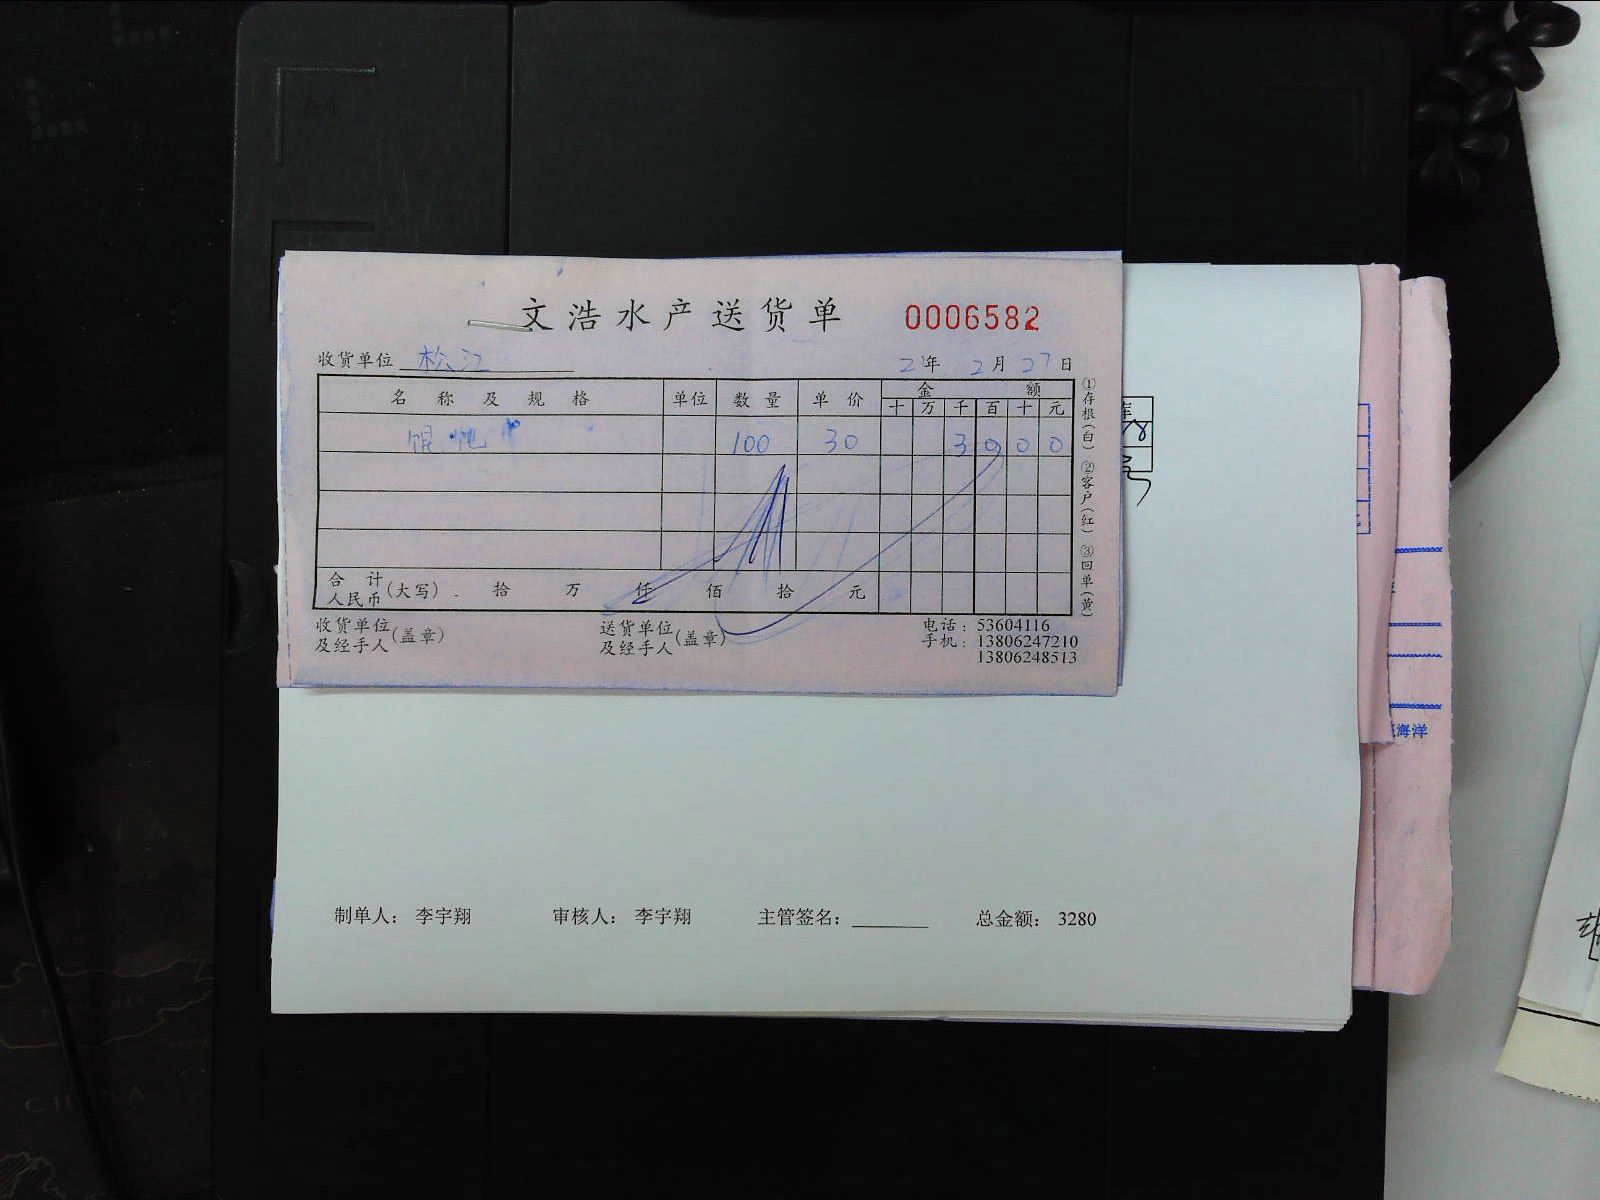 文浩水产送货单 0006582
收货单位 松江 21年 2月 27日
名称及规格 单位 数量 单价 金额
十 万 千 百 十 元
100 30 3 0 0 0
合计 人民币(大写) 拾 万 仟 佰 拾 元
收货单位及经手人(盖章) 送货单位及经手人(盖章) 电话:53604116
手机:13806247210
13806248513
①存根(白) ②客户(红) ③回单(黄)
海洋
制单人: 李宇翔 审核人: 李宇翔 主管签名: 总金额: 3280